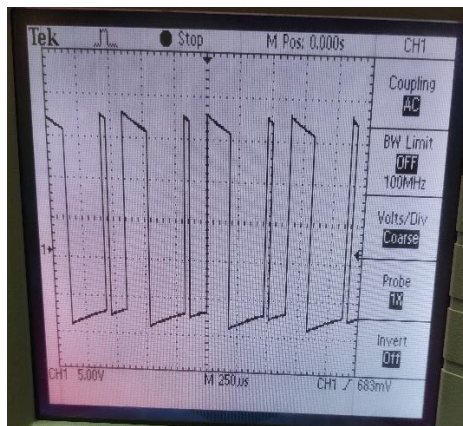 Tek Stop M Pos: 0.000s CH1
Coupling
AC
BW Limit
OFF
100MHz
Volts/Div
Coarse
1
Probe
1X
Invert
Off
CH1 5.00V M 250µs CH1 683mV